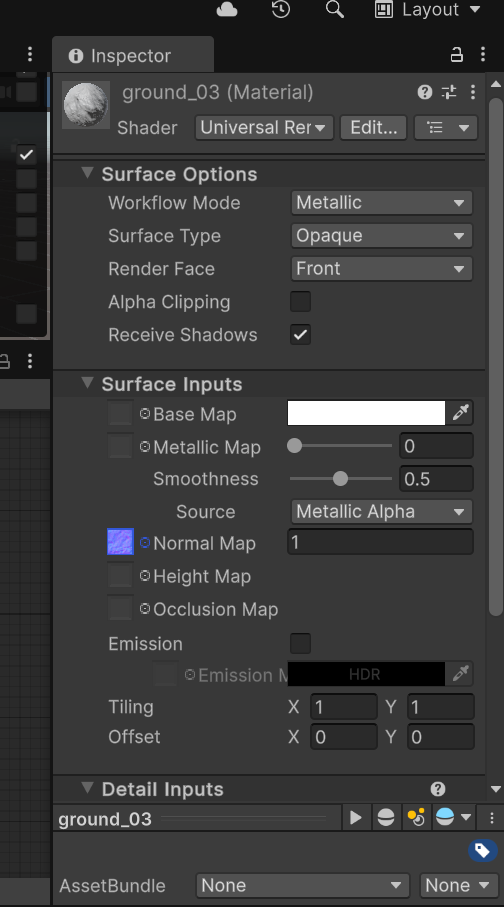 Layout
Inspector
ground_03 (Material)
Shader Universal Rer Edit...
Surface Options
Workflow Mode Metallic
Surface Type Opaque
Render Face Front
Alpha Clipping
Receive Shadows
Surface Inputs
Base Map
Metallic Map 0
Smoothness 0.5
Source Metallic Alpha
Normal Map 1
Height Map
Occlusion Map
Emission
Emission M HDR
Tiling X 1 Y 1
Offset X 0 Y 0
Detail Inputs
ground_03
AssetBundle None None